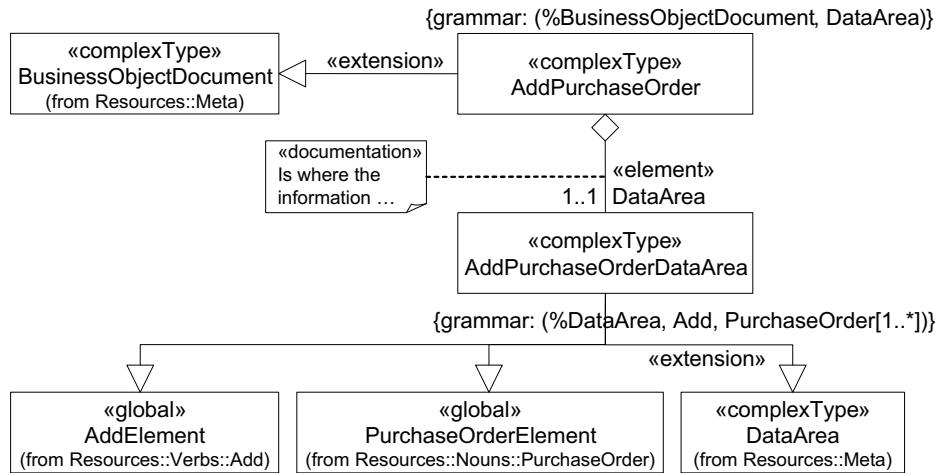 {grammar: (%BusinessObjectDocument, DataArea)}
«complexType»
BusinessObjectDocument
(from Resources::Meta)
«extension»
«complexType»
AddPurchaseOrder
«documentation»
Is where the
information …
«element»
1..1 DataArea
«complexType»
AddPurchaseOrderDataArea
{grammar: (%DataArea, Add, PurchaseOrder[1..*])}
«extension»
«global»
AddElement
(from Resources::Verbs::Add)
«global»
PurchaseOrderElement
(from Resources::Nouns::PurchaseOrder)
«complexType»
DataArea
(from Resources::Meta)